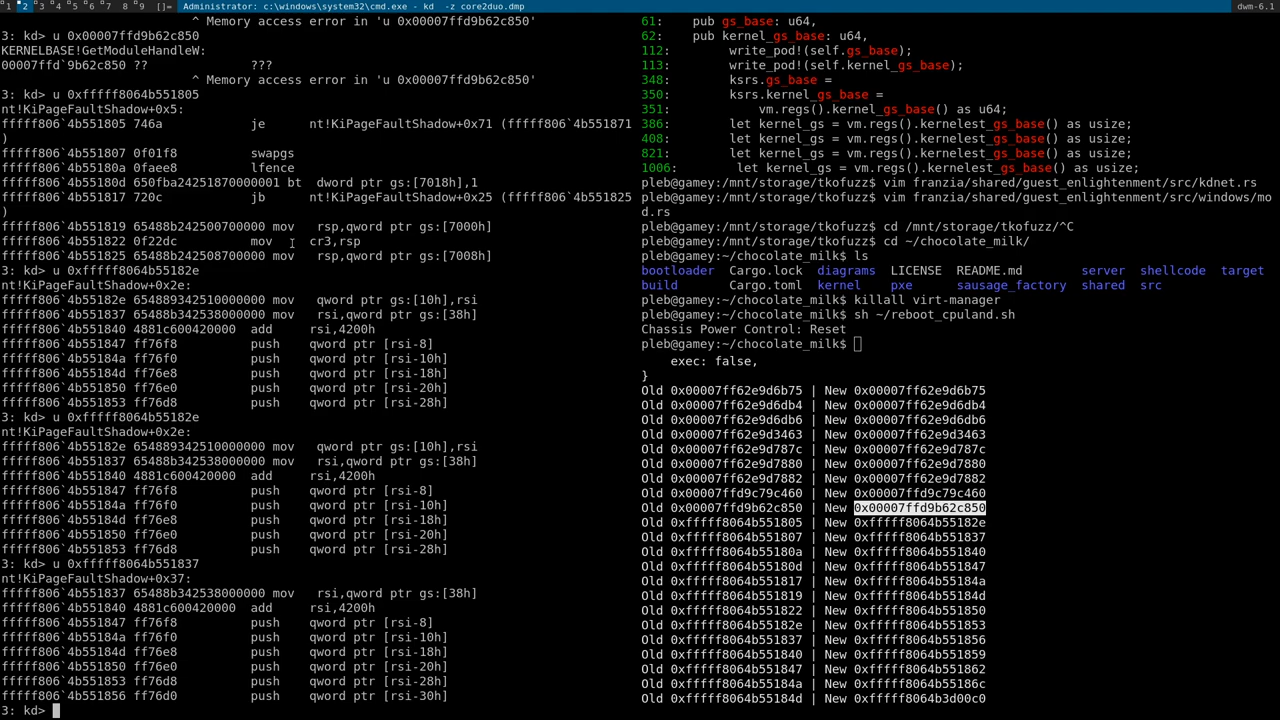 1 2 3 4 5 6 7 8 9 []= Administrator: c:\windows\system32\cmd.exe - kd  -z core2duo.dmp dwm-6.1
^ Memory access error in 'u 0x00007ffd9b62c850'
3: kd> u 0x00007ffd9b62c850
KERNELBASE!GetModuleHandleW:
00007ffd`9b62c850 ??              ???
^ Memory access error in 'u 0x00007ffd9b62c850'
3: kd> u 0xfffff8064b551805
nt!KiPageFaultShadow+0x5:
fffff806`4b551805 746a            je      nt!KiPageFaultShadow+0x71 (fffff806`4b551871
)
fffff806`4b551807 0f01f8          swapgs
fffff806`4b55180a 0faee8          lfence
fffff806`4b55180d 650fba24251870000001 bt  dword ptr gs:[7018h],1
fffff806`4b551817 720c            jb      nt!KiPageFaultShadow+0x25 (fffff806`4b551825
)
fffff806`4b551819 65488b242500700000 mov   rsp,qword ptr gs:[7000h]
fffff806`4b551822 0f22dc          mov     cr3,rsp
fffff806`4b551825 65488b242508700000 mov   rsp,qword ptr gs:[7008h]
3: kd> u 0xfffff8064b55182e
nt!KiPageFaultShadow+0x2e:
fffff806`4b55182e 654889342510000000 mov   qword ptr gs:[10h],rsi
fffff806`4b551837 65488b342538000000 mov   rsi,qword ptr gs:[38h]
fffff806`4b551840 4881c600420000  add     rsi,4200h
fffff806`4b551847 ff76f8          push    qword ptr [rsi-8]
fffff806`4b55184a ff76f0          push    qword ptr [rsi-10h]
fffff806`4b55184d ff76e8          push    qword ptr [rsi-18h]
fffff806`4b551850 ff76e0          push    qword ptr [rsi-20h]
fffff806`4b551853 ff76d8          push    qword ptr [rsi-28h]
3: kd> u 0xfffff8064b55182e
nt!KiPageFaultShadow+0x2e:
fffff806`4b55182e 654889342510000000 mov   qword ptr gs:[10h],rsi
fffff806`4b551837 65488b342538000000 mov   rsi,qword ptr gs:[38h]
fffff806`4b551840 4881c600420000  add     rsi,4200h
fffff806`4b551847 ff76f8          push    qword ptr [rsi-8]
fffff806`4b55184a ff76f0          push    qword ptr [rsi-10h]
fffff806`4b55184d ff76e8          push    qword ptr [rsi-18h]
fffff806`4b551850 ff76e0          push    qword ptr [rsi-20h]
fffff806`4b551853 ff76d8          push    qword ptr [rsi-28h]
3: kd> u 0xfffff8064b551837
nt!KiPageFaultShadow+0x37:
fffff806`4b551837 65488b342538000000 mov   rsi,qword ptr gs:[38h]
fffff806`4b551840 4881c600420000  add     rsi,4200h
fffff806`4b551847 ff76f8          push    qword ptr [rsi-8]
fffff806`4b55184a ff76f0          push    qword ptr [rsi-10h]
fffff806`4b55184d ff76e8          push    qword ptr [rsi-18h]
fffff806`4b551850 ff76e0          push    qword ptr [rsi-20h]
fffff806`4b551853 ff76d8          push    qword ptr [rsi-28h]
fffff806`4b551856 ff76d0          push    qword ptr [rsi-30h]
3: kd>
61:    pub gs_base: u64,
62:    pub kernel_gs_base: u64,
112:        write_pod!(self.gs_base);
113:        write_pod!(self.kernel_gs_base);
348:        ksrs.gs_base =
350:        ksrs.kernel_gs_base =
351:            vm.regs().kernel_gs_base() as u64;
386:        let kernel_gs = vm.regs().kernelest_gs_base() as usize;
408:        let kernel_gs = vm.regs().kernelest_gs_base() as usize;
821:        let kernel_gs = vm.regs().kernelest_gs_base() as usize;
1006:        let kernel_gs = vm.regs().kernelest_gs_base() as usize;
pleb@gamey:/mnt/storage/tkofuzz$ vim franzia/shared/guest_enlightenment/src/kdnet.rs
pleb@gamey:/mnt/storage/tkofuzz$ vim franzia/shared/guest_enlightenment/src/windows/mo
d.rs
pleb@gamey:/mnt/storage/tkofuzz$ cd /mnt/storage/tkofuzz/^C
pleb@gamey:/mnt/storage/tkofuzz$ cd ~/chocolate_milk/
pleb@gamey:~/chocolate_milk$ ls
bootloader  Cargo.lock  diagrams  LICENSE  README.md        server  shellcode  target
build       Cargo.toml  kernel    pxe      sausage_factory  shared  src
pleb@gamey:~/chocolate_milk$ killall virt-manager
pleb@gamey:~/chocolate_milk$ sh ~/reboot_cpuland.sh
Chassis Power Control: Reset
pleb@gamey:~/chocolate_milk$
exec: false,
}
Old 0x00007ff62e9d6b75 | New 0x00007ff62e9d6b75
Old 0x00007ff62e9d6db4 | New 0x00007ff62e9d6db4
Old 0x00007ff62e9d6db6 | New 0x00007ff62e9d6db6
Old 0x00007ff62e9d3463 | New 0x00007ff62e9d3463
Old 0x00007ff62e9d787c | New 0x00007ff62e9d787c
Old 0x00007ff62e9d7880 | New 0x00007ff62e9d7880
Old 0x00007ff62e9d7882 | New 0x00007ff62e9d7882
Old 0x00007ffd9c79c460 | New 0x00007ffd9c79c460
Old 0x00007ffd9b62c850 | New 0x00007ffd9b62c850
Old 0xfffff8064b551805 | New 0xfffff8064b55182e
Old 0xfffff8064b551807 | New 0xfffff8064b551837
Old 0xfffff8064b55180a | New 0xfffff8064b551840
Old 0xfffff8064b55180d | New 0xfffff8064b551847
Old 0xfffff8064b551817 | New 0xfffff8064b55184a
Old 0xfffff8064b551819 | New 0xfffff8064b55184d
Old 0xfffff8064b551822 | New 0xfffff8064b551850
Old 0xfffff8064b55182e | New 0xfffff8064b551853
Old 0xfffff8064b551837 | New 0xfffff8064b551856
Old 0xfffff8064b551840 | New 0xfffff8064b551859
Old 0xfffff8064b551847 | New 0xfffff8064b551862
Old 0xfffff8064b55184a | New 0xfffff8064b55186c
Old 0xfffff8064b55184d | New 0xfffff8064b3d00c0